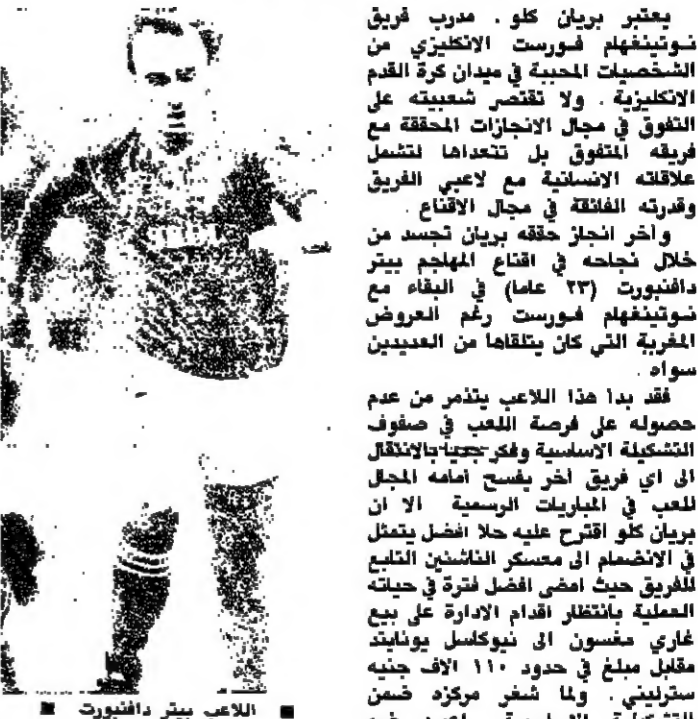 يعتبر بريان كلو . مدرب فريق
نوتينغهام فورست الانكليزي من
الشخصيات المحببة في ميدان كرة القدم
الانكليزية . ولا تقتصر شعبيته على
التفوق في مجال الانجازات المحققة مع
فريقه المتفوق بل تتعداها لتشمل
علاقاته الانسانية مع لاعبي الفريق
وقدرته الفائقة في مجال الاقناع .
وأخر انجاز حققه بريان تجسد من
خلال نجاحه في اقناع المهاجم بيتر
دافنبورت (٢٣ عاما) في البقاء مع
نوتينغهام فورست رغم العروض
المغرية التي كان يتلقاها من العديدين
سواه .
فقد بدا هذا اللاعب يتذمر من عدم
حصوله على فرصة اللعب في صفوف
التشكيلة الاساسية وفكر جديا بالانتقال
الى اي فريق أخر يفسح امامه المجال
للعب في المباريات الرسمية الا ان
بريان كلو اقترح عليه حلا افضل يتمثل
في الانضمام الى معسكر الناشئين التابع
للفريق حيث امضى افضل فترة في حياته
العملية بانتظار اقدام الادارة على بيع
غاري ميغسون الى نيوكاسل يونايتد
مقابل مبلغ في حدود ١١٠ الاف جنيه
سترليني . ولما شغر مركزه ضمن
■ اللاعب بيتر دافنبورت ■